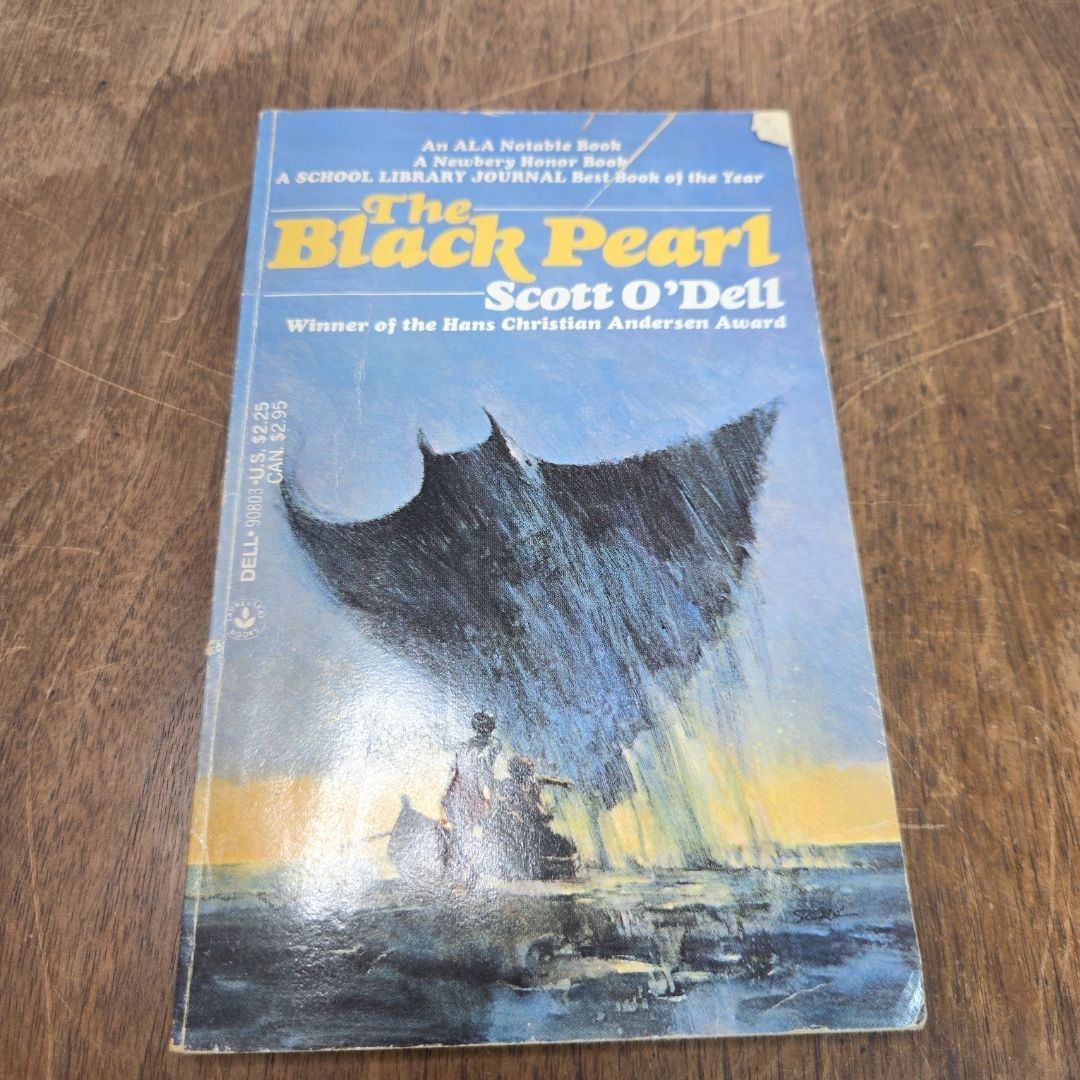 An ALA Notable Book
A Newbery Honor Book
A SCHOOL LIBRARY JOURNAL Best Book of the Year
The
Black Pearl
Scott O'Dell
Winner of the Hans Christian Andersen Award
DELL • 90803 • U.S. $2.25
CAN. $2.95
BOOKS